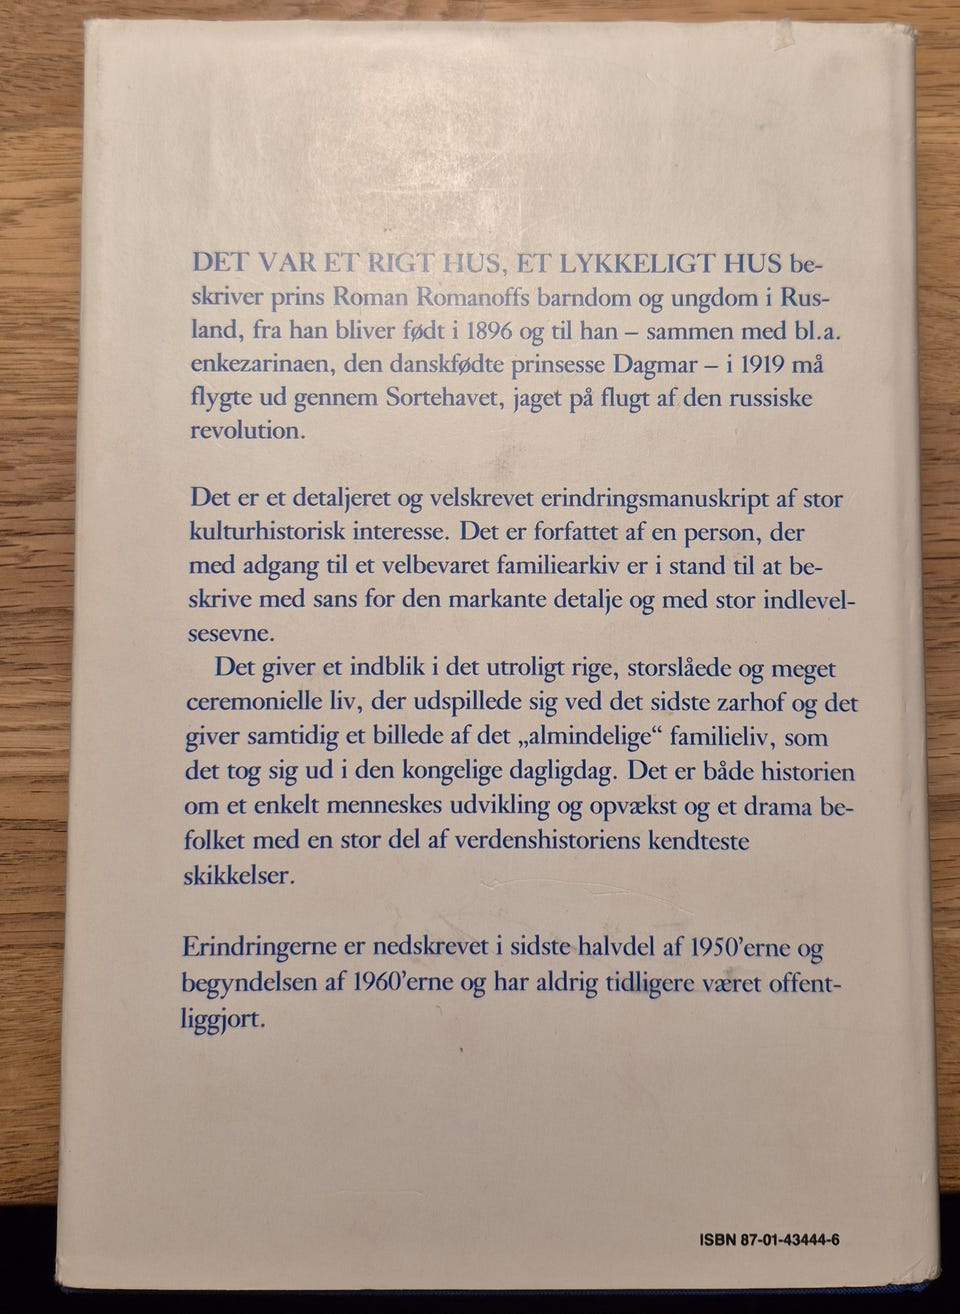 DET VAR ET RIGT HUS, ET LYKKELIGT HUS be-
skriver prins Roman Romanoffs barndom og ungdom i Rus-
land, fra han bliver født i 1896 og til han – sammen med bl.a.
enkezarinaen, den danskfødte prinsesse Dagmar – i 1919 må
flygte ud gennem Sortehavet, jaget på flugt af den russiske
revolution.
Det er et detaljeret og velskrevet erindringsmanuskript af stor
kulturhistorisk interesse. Det er forfattet af en person, der
med adgang til et velbevaret familiearkiv er i stand til at be-
skrive med sans for den markante detalje og med stor indlevel-
sesevne.
Det giver et indblik i det utroligt rige, storslåede og meget
ceremonielle liv, der udspillede sig ved det sidste zarhof og det
giver samtidig et billede af det „almindelige“ familieliv, som
det tog sig ud i den kongelige dagligdag. Det er både historien
om et enkelt menneskes udvikling og opvækst og et drama be-
folket med en stor del af verdenshistoriens kendteste
skikkelser.
Erindringerne er nedskrevet i sidste halvdel af 1950’erne og
begyndelsen af 1960’erne og har aldrig tidligere været offent-
liggjort.
ISBN 87-01-43444-6